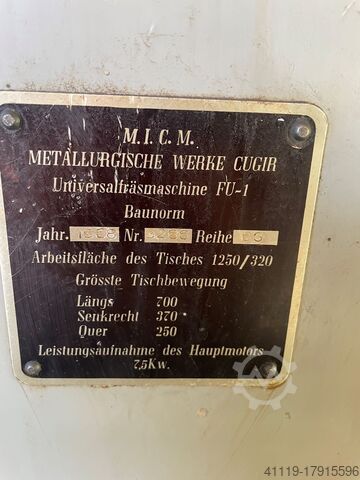 M.I.C.M.
METALLURGISCHE WERKE CUGIR
Universalfräsmaschine FU-1
Baunorm
Jahr. 1968 Nr. Reihe
Arbeitsfläche des Tisches 1250/320
Grösste Tischbewegung
Längs 700
Senkrecht 370
Quer 250
Leistungsaufnahme des Hauptmotors
7,5Kw.
41119-17915596